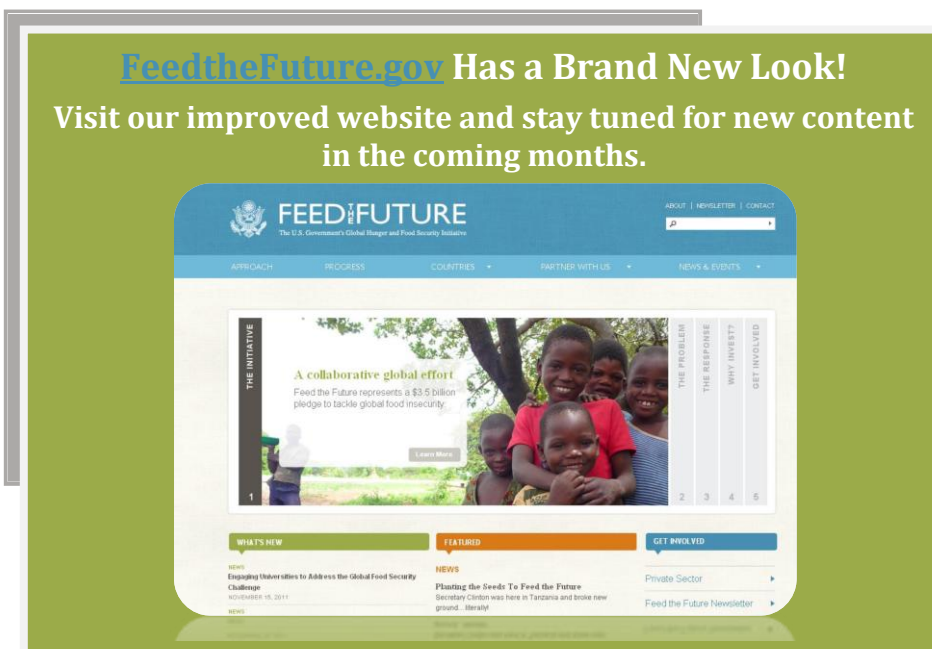 FeedtheFuture.gov Has a Brand New Look!
Visit our improved website and stay tuned for new content
in the coming months.
FEED THE FUTURE
The U.S. Government's Global Hunger and Food Security Initiative
ABOUT | NEWSLETTER | CONTACT
APPROACH PROGRESS COUNTRIES PARTNER WITH US NEWS & EVENTS
THE INITIATIVE
1
A collaborative global effort
Feed the Future represents a $3.5 billion
pledge to tackle global food insecurity.
Learn More
THE PROBLEM
2
THE RESPONSE
3
WHY INVEST?
4
GET INVOLVED
5
WHAT'S NEW
NEWS
Engaging Universities to Address the Global Food Security
Challenge
NOVEMBER 15, 2011
NEWS
FEATURED
NEWS
Planting the Seeds To Feed the Future
Secretary Clinton was here in Tanzania and broke new
ground... literally!
GET INVOLVED
Private Sector
Feed the Future Newsletter